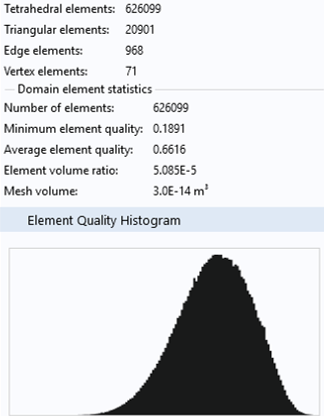 Tetrahedral elements: 626099
Triangular elements: 20901
Edge elements: 968
Vertex elements: 71
Domain element statistics
Number of elements: 626099
Minimum element quality: 0.1891
Average element quality: 0.6616
Element volume ratio: 5.085E-5
Mesh volume: 3.0E-14 m³
Element Quality Histogram